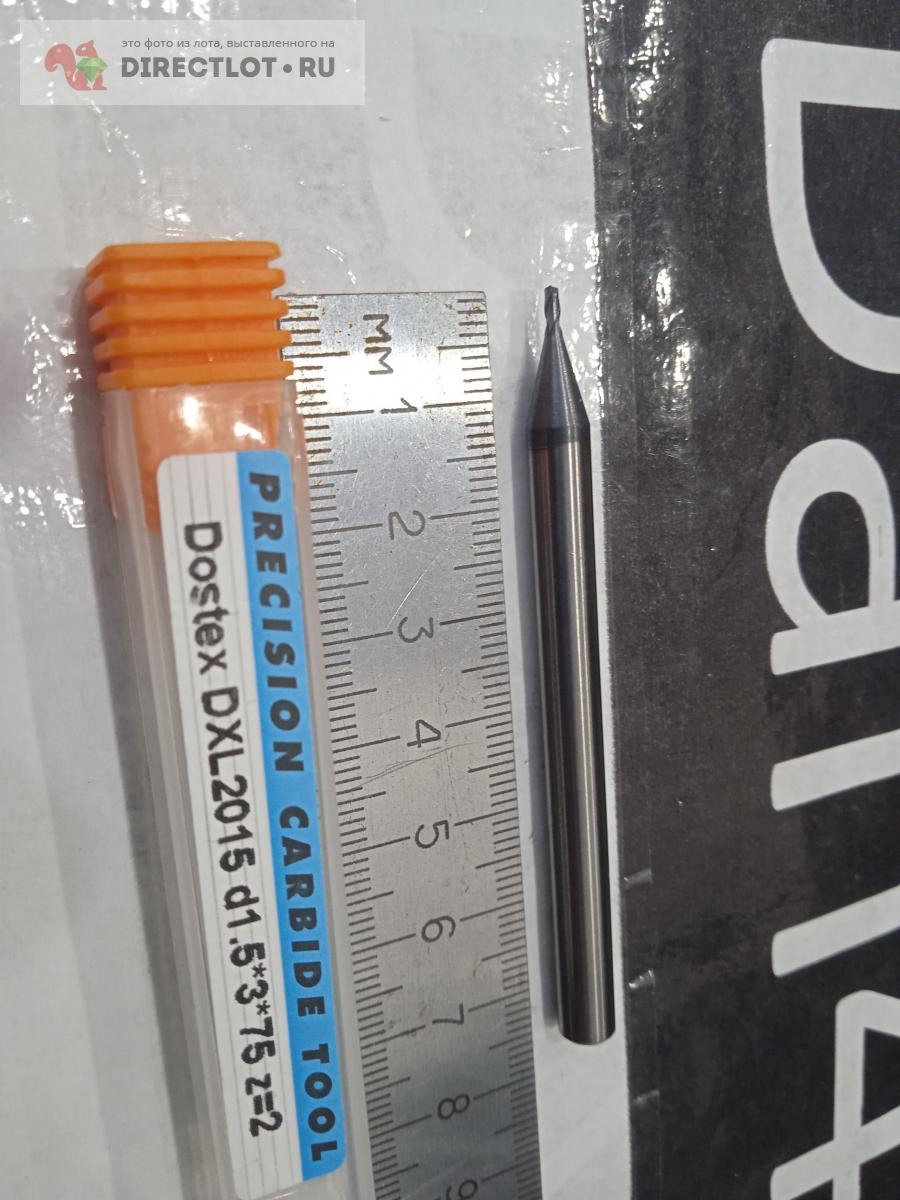 это фото из лота, выставленного на
DIRECTLOT•RU
PRECISION CARBIDE TOOL
Dostex DXL2015 d1.5*3*75 z=2
мм
1
2
3
4
5
6
7
8
9